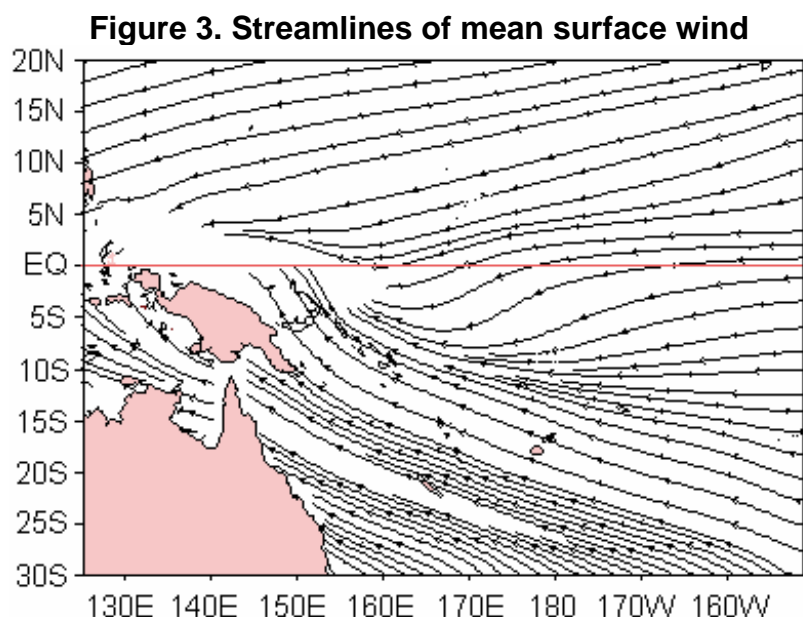 Figure 3. Streamlines of mean surface wind
20N
15N
10N
5N
EQ
5S
10S
15S
20S
25S
30S
130E 140E 150E 160E 170E 180 170W 160W